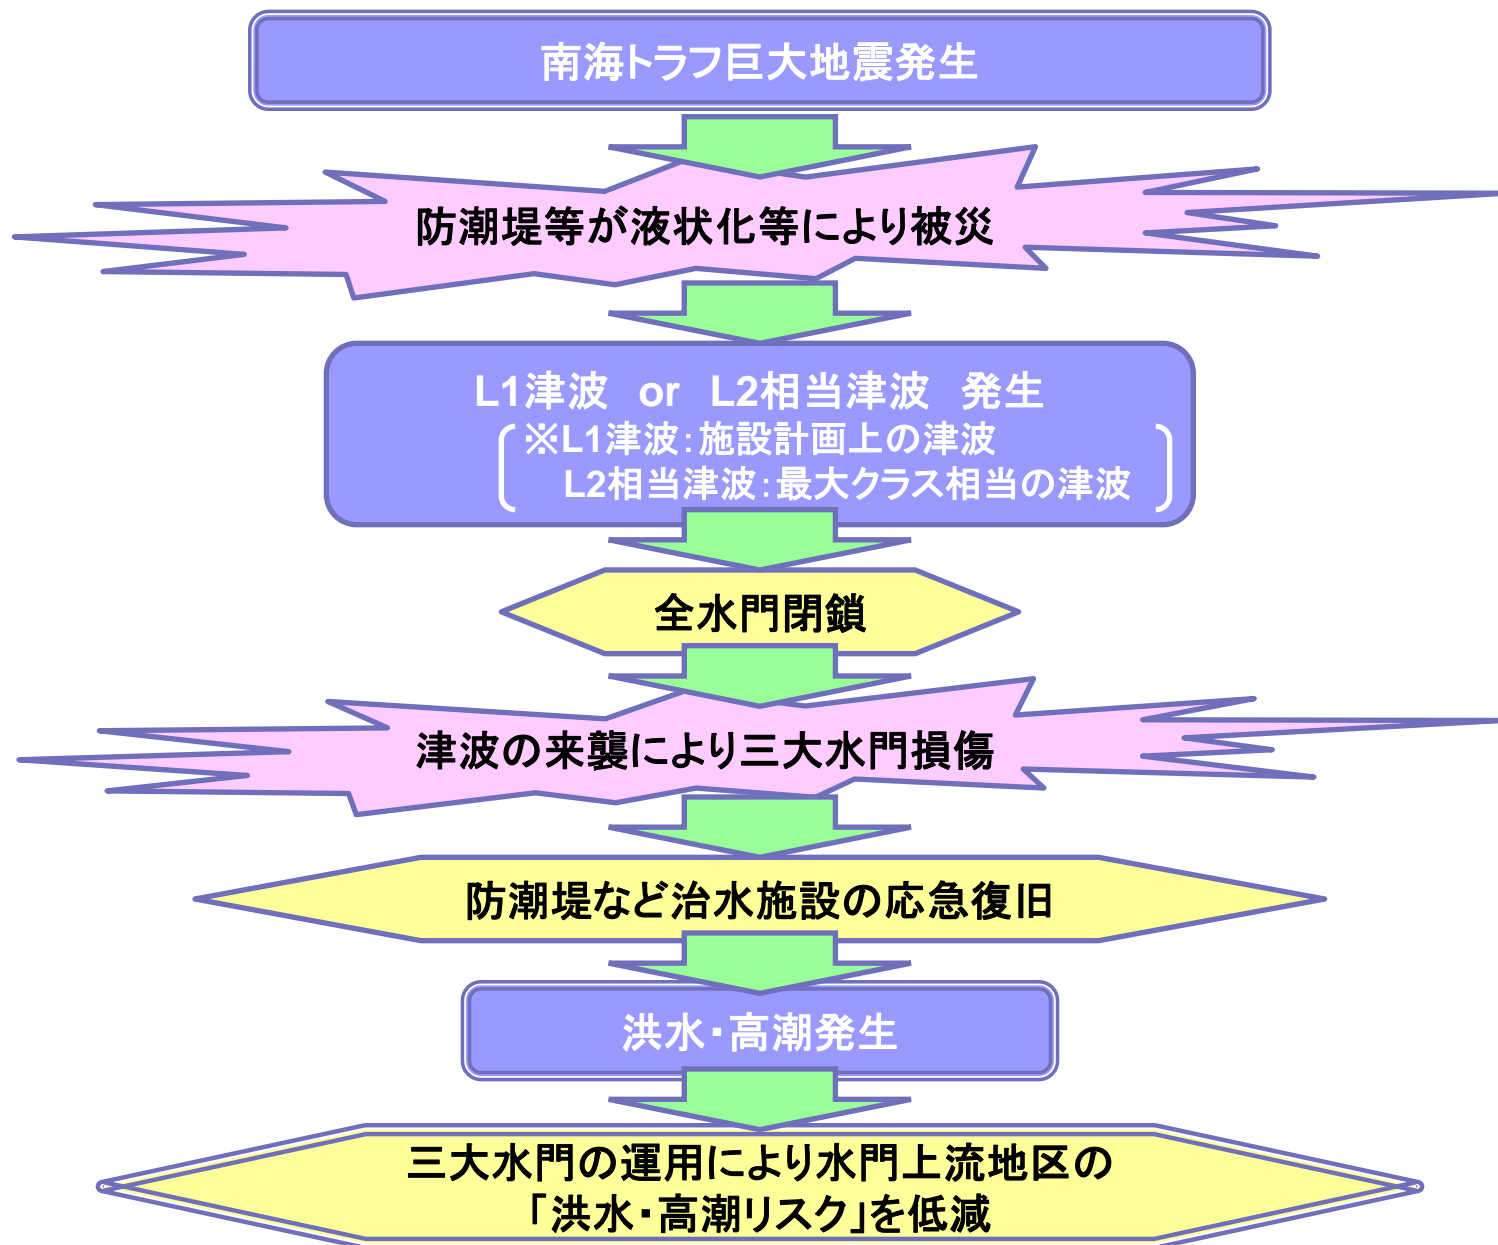 南海トラフ巨大地震発生
防潮堤等が液状化等により被災
L1津波　or　L2相当津波　発生
※L1津波：施設計画上の津波
L2相当津波：最大クラス相当の津波
全水門閉鎖
津波の来襲により三大水門損傷
防潮堤など治水施設の応急復旧
洪水・高潮発生
三大水門の運用により水門上流地区の
「洪水・高潮リスク」を低減